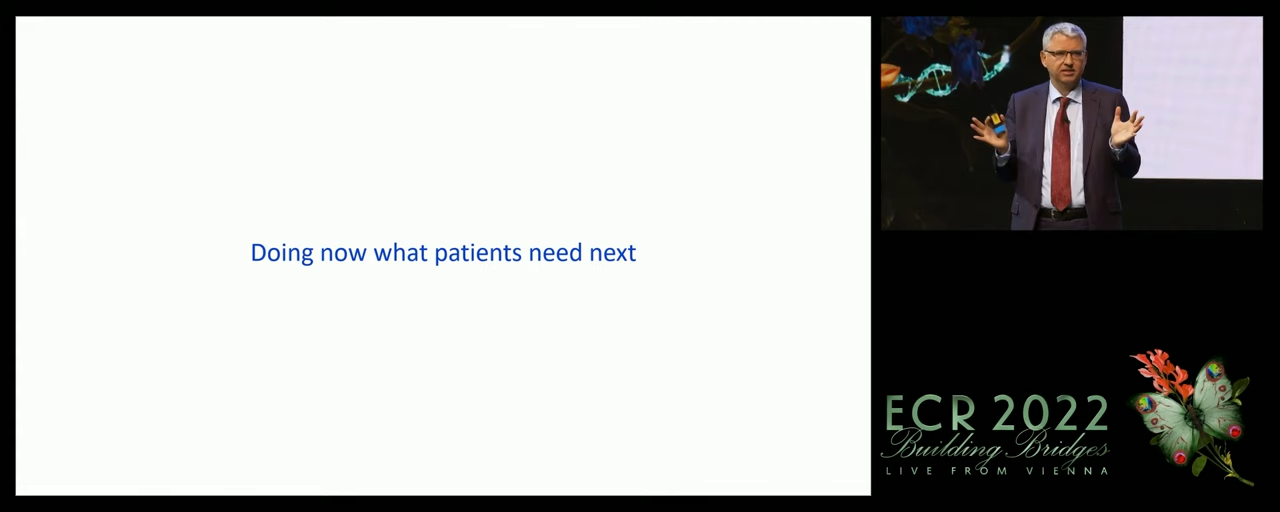 Doing now what patients need next
ECR 2022
Building Bridges
LIVE FROM VIENNA